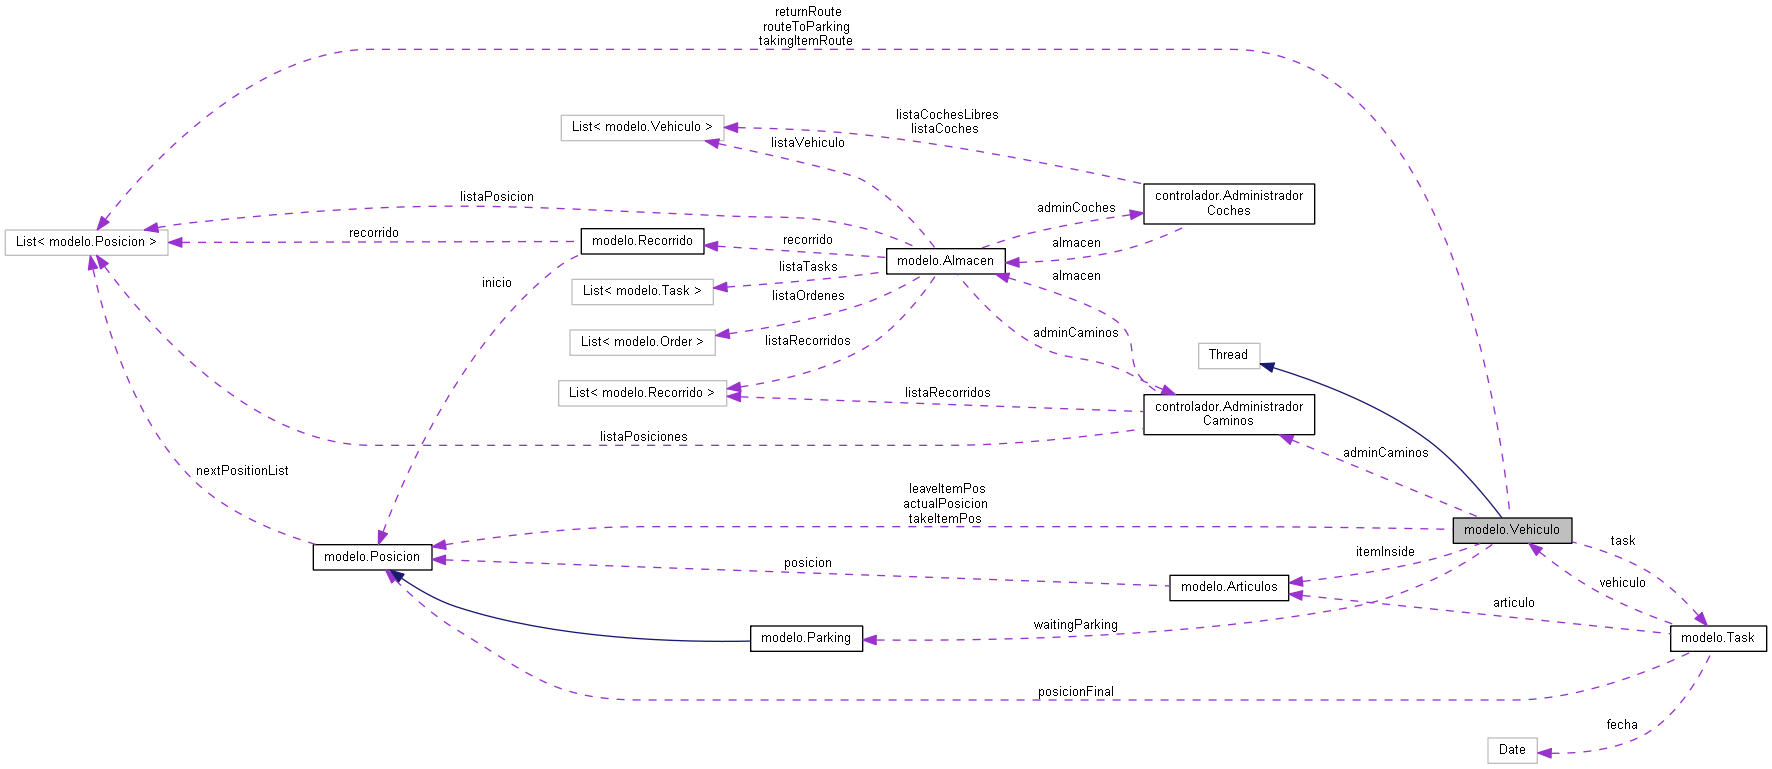 returnRoute
routeToParking
takingItemRoute
List< modelo.Vehiculo >
listaCochesLibres
listaCoches
listaVehiculo
listaPosicion
adminCoches
controlador.Administrador
Coches
List< modelo.Posicion >
recorrido
modelo.Recorrido
recorrido
almacen
modelo.Almacen
listaTasks
almacen
inicio
List< modelo.Task >
listaOrdenes
List< modelo.Order >
listaRecorridos
adminCaminos
Thread
List< modelo.Recorrido >
listaRecorridos
controlador.Administrador
Caminos
listaPosiciones
adminCaminos
nextPositionList
leaveItemPos
actualPosicion
takeItemPos
modelo.Vehiculo
task
modelo.Posicion
itemInside
posicion
vehiculo
modelo.Articulos
articulo
waitingParking
modelo.Parking
modelo.Task
posicionFinal
fecha
Date